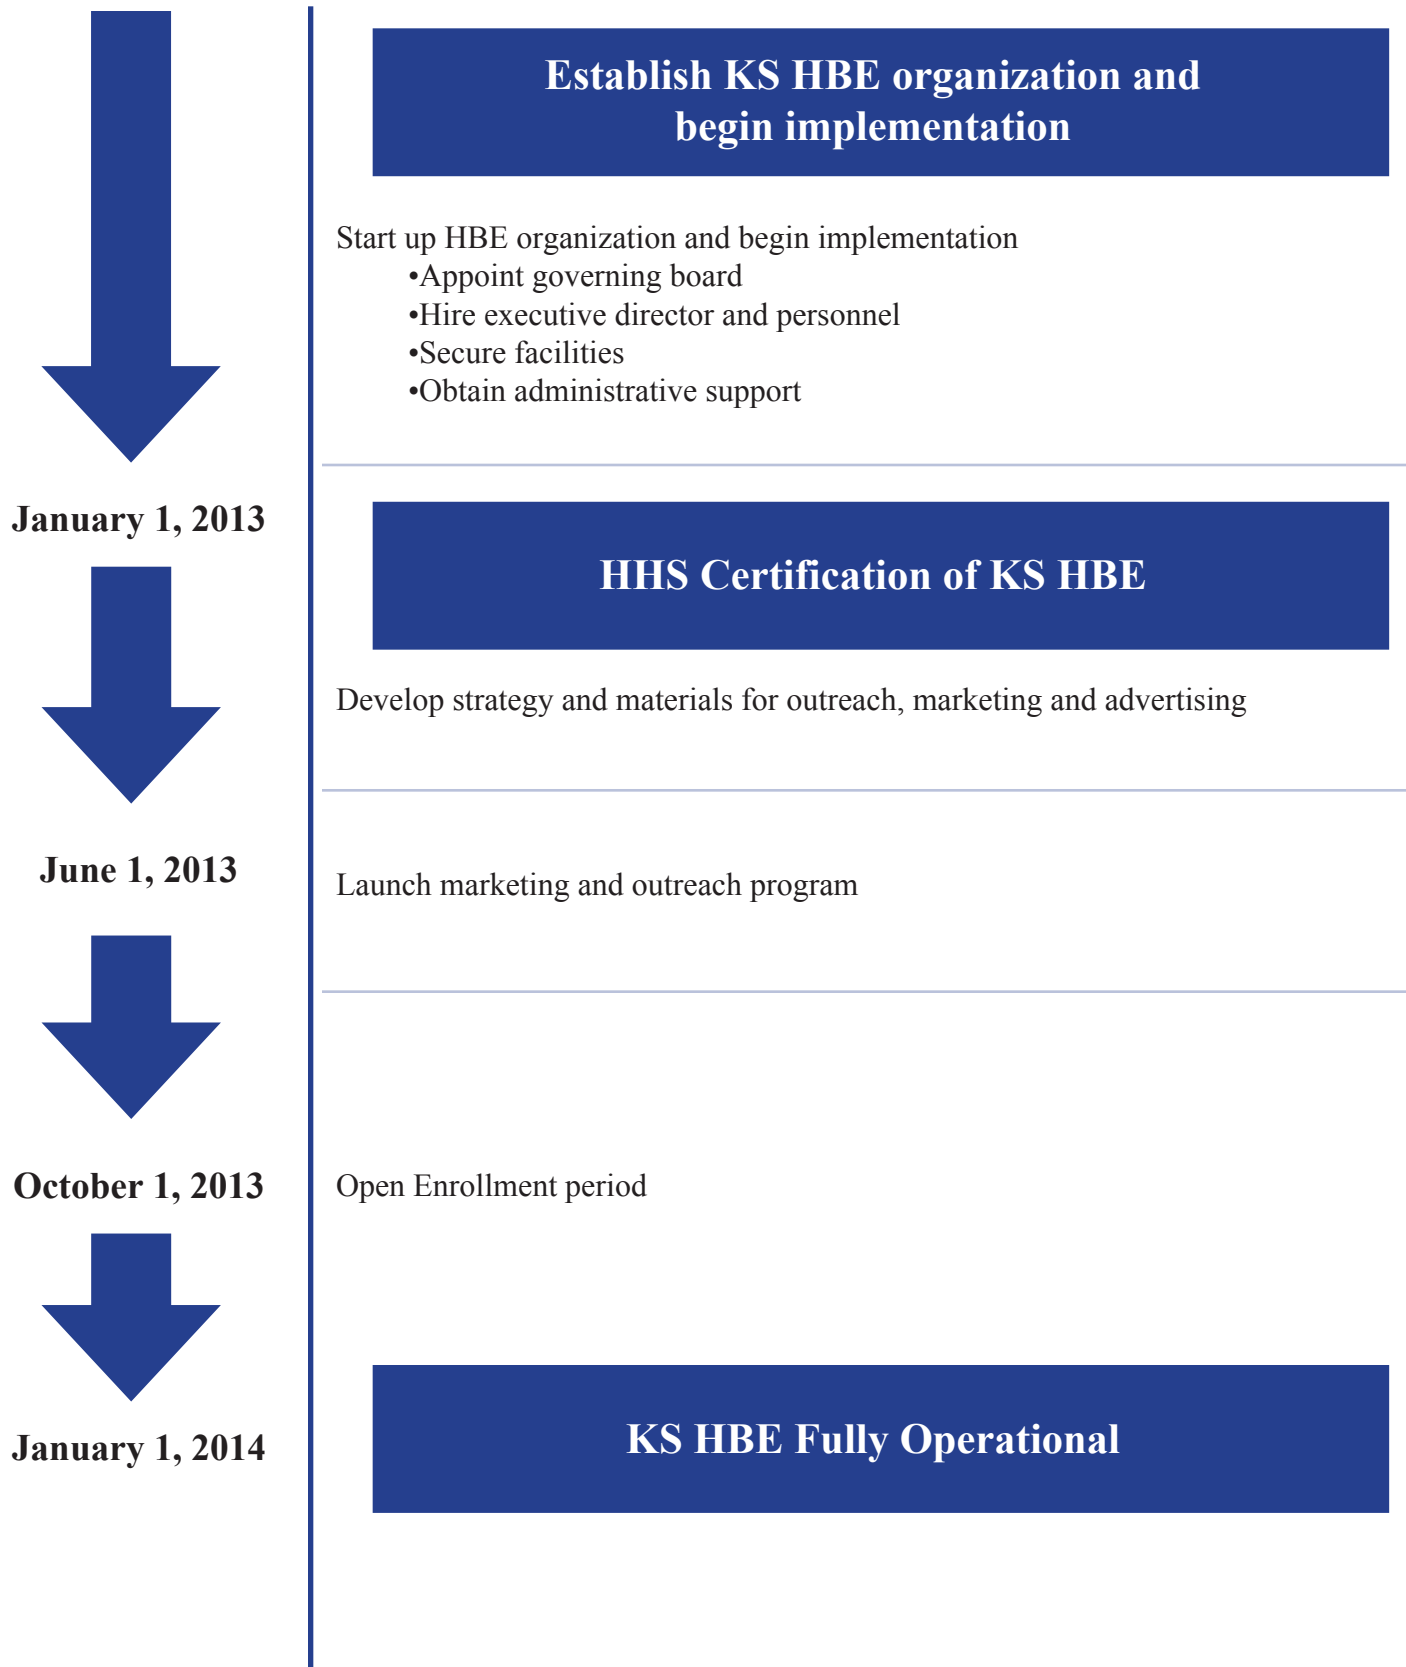 Establish KS HBE organization and
begin implementation
Start up HBE organization and begin implementation
•Appoint governing board
•Hire executive director and personnel
•Secure facilities
•Obtain administrative support
January 1, 2013
HHS Certification of KS HBE
Develop strategy and materials for outreach, marketing and advertising
June 1, 2013
Launch marketing and outreach program
October 1, 2013
Open Enrollment period
January 1, 2014
KS HBE Fully Operational